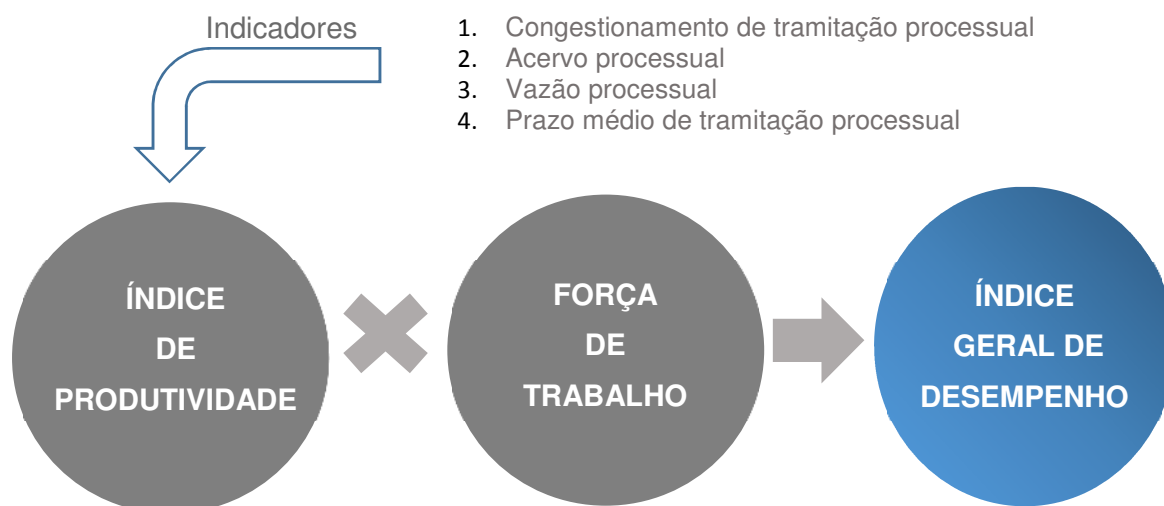 Indicadores
1. Congestionamento de tramitação processual
2. Acervo processual
3. Vazão processual
4. Prazo médio de tramitação processual
ÍNDICE
DE
PRODUTIVIDADE
FORÇA
DE
TRABALHO
ÍNDICE
GERAL DE
DESEMPENHO